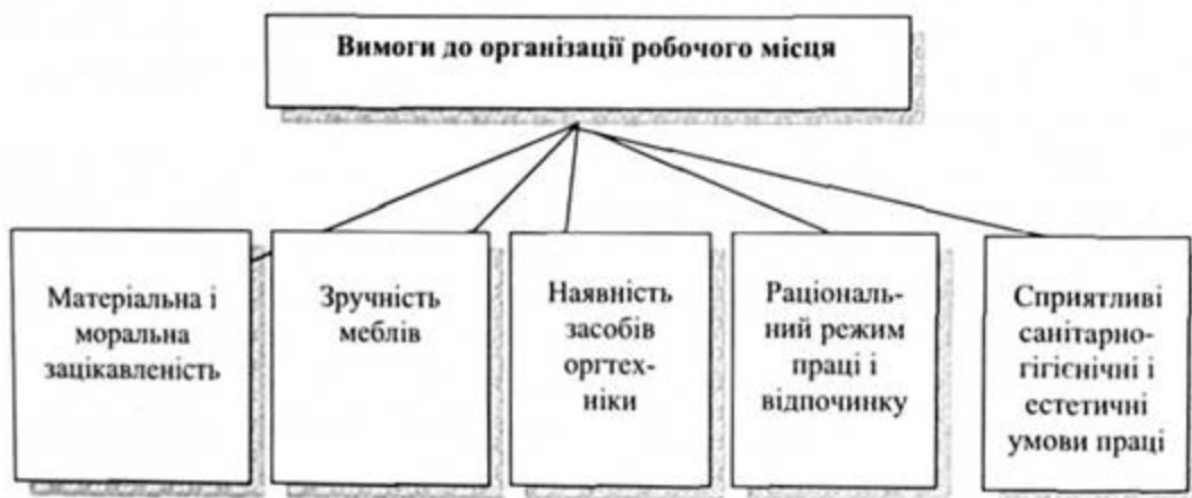 Вимоги до організації робочого місця
Матеріальна і
моральна
зацікавленість
Зручність
меблів
Наявність
засобів
оргтех-
ніки
Раціональ-
ний режим
праці і
відпочинку
Сприятливі
санітарно-
гігієнічні і
естетичні
умови праці